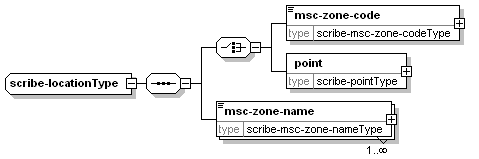 msc-zone-code
type scribe-msc-zone-codeType
point
type scribe-pointType
scribe-locationType
msc-zone-name
type scribe-msc-zone-nameType
1..∞